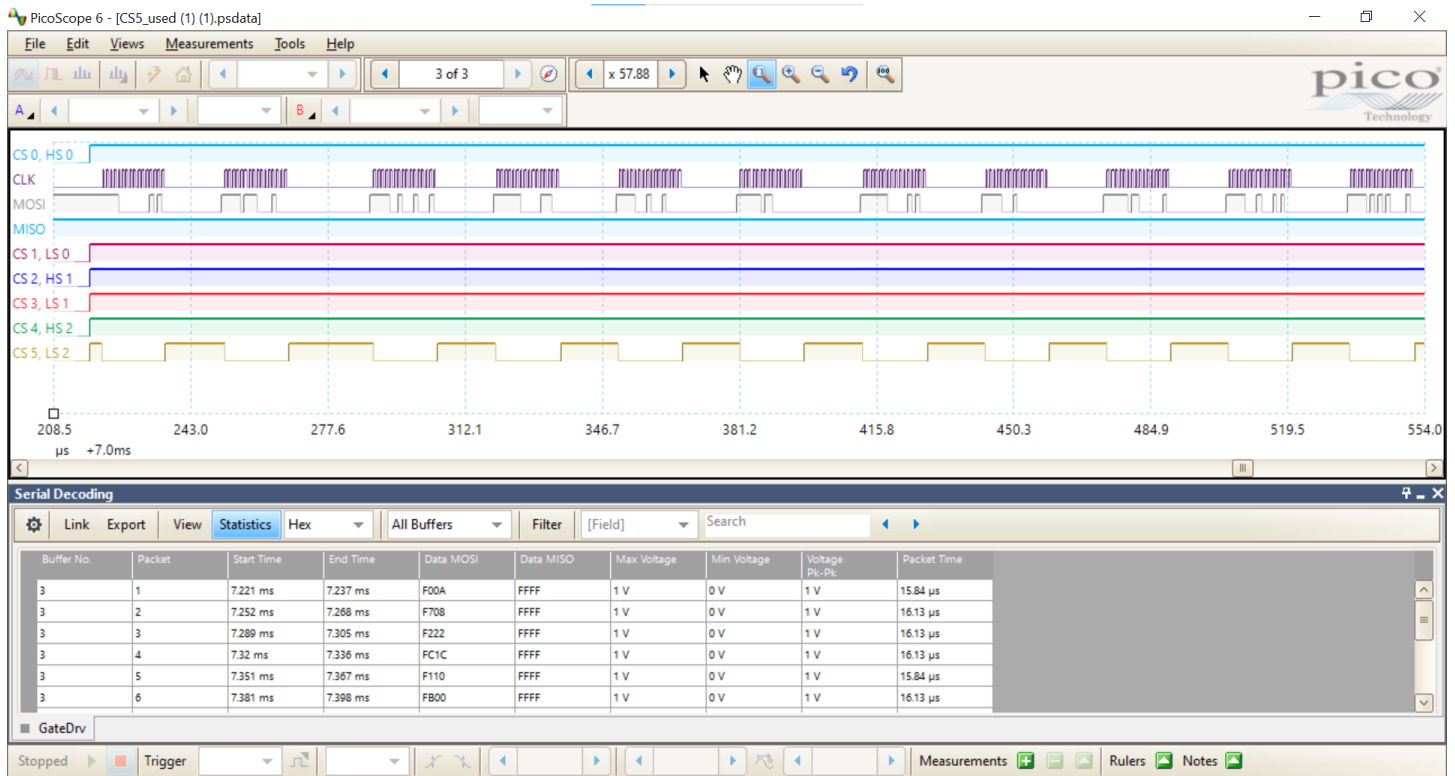 PicoScope 6 - [CS5_used (1) (1).psdata]
File Edit Views Measurements Tools Help
3 of 3 x 57.88
pico
Technology
A B
CS 0, HS 0
CLK
MOSI
MISO
CS 1, LS 0
CS 2, HS 1
CS 3, LS 1
CS 4, HS 2
CS 5, LS 2
208.5 243.0 277.6 312.1 346.7 381.2 415.8 450.3 484.9 519.5 554.0
µs +7.0ms
Serial Decoding
Link Export View Statistics Hex All Buffers Filter [Field] Search
Buffer No. Packet Start Time End Time Data MOSI Data MISO Max Voltage Min Voltage Voltage Pk-Pk Packet Time
3 1 7.221 ms 7.237 ms F00A FFFF 1 V 0 V 1 V 15.84 µs
3 2 7.252 ms 7.268 ms F708 FFFF 1 V 0 V 1 V 16.13 µs
3 3 7.289 ms 7.305 ms F222 FFFF 1 V 0 V 1 V 16.13 µs
3 4 7.32 ms 7.336 ms FC1C FFFF 1 V 0 V 1 V 16.13 µs
3 5 7.351 ms 7.367 ms F110 FFFF 1 V 0 V 1 V 15.84 µs
3 6 7.381 ms 7.398 ms FB00 FFFF 1 V 0 V 1 V 16.13 µs
GateDrv
Stopped Trigger Measurements Rulers Notes